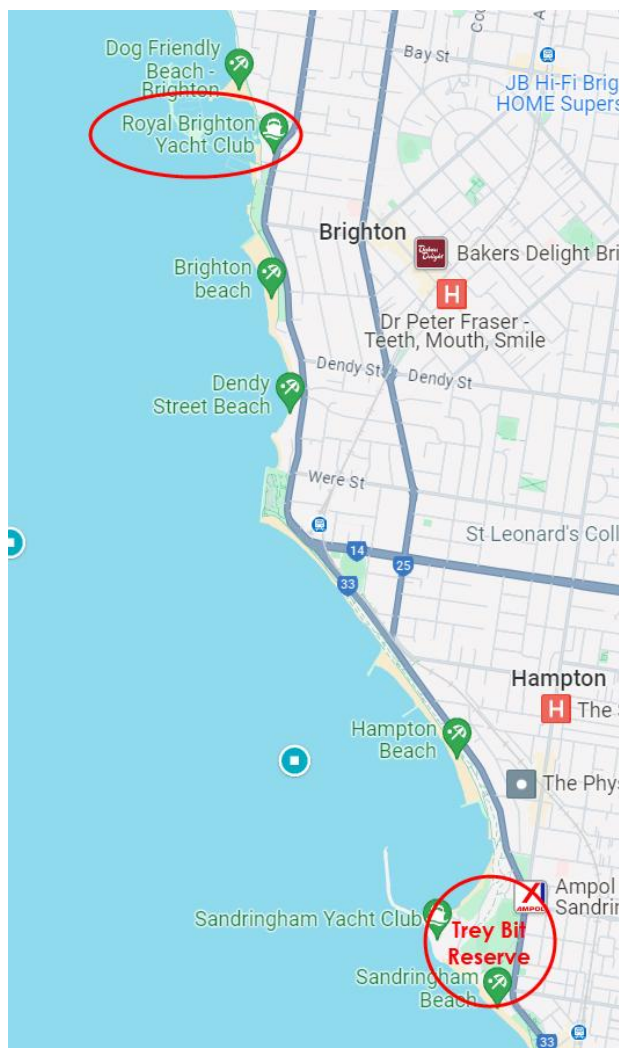 Dog Friendly
Beach -
Brighton
Bay St
JB Hi-Fi Brig
HOME Supers
Royal Brighton
Yacht Club
Brighton
Bakers Delight Bri
Brighton
beach
H
Dr Peter Fraser -
Teeth, Mouth, Smile
Dendy St
Dendy St
Dendy
Street Beach
Were St
St Leonard's Coll
14
25
33
Hampton
H
The S
Hampton
Beach
The Phys
Ampol
Sandrin
AMPOL
Sandringham Yacht Club
Trey Bit
Reserve
Sandringham
Beach
33